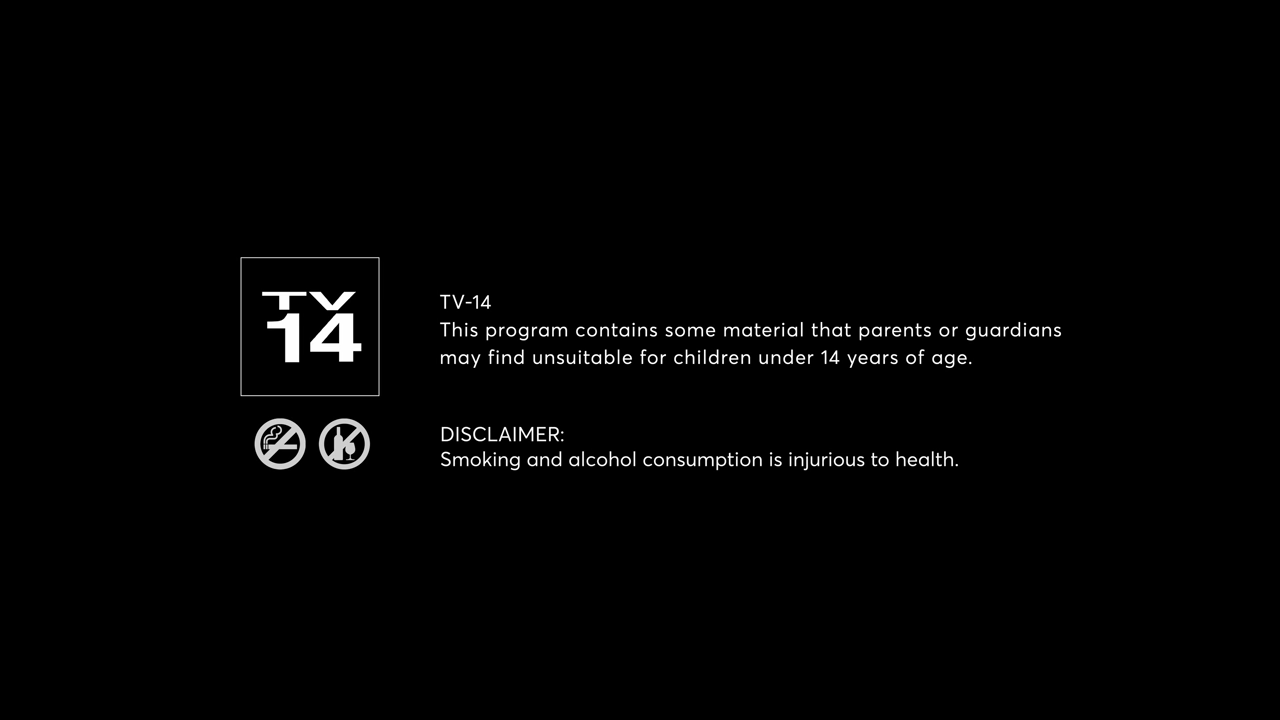 TV
14
TV-14
This program contains some material that parents or guardians
may find unsuitable for children under 14 years of age.
DISCLAIMER:
Smoking and alcohol consumption is injurious to health.